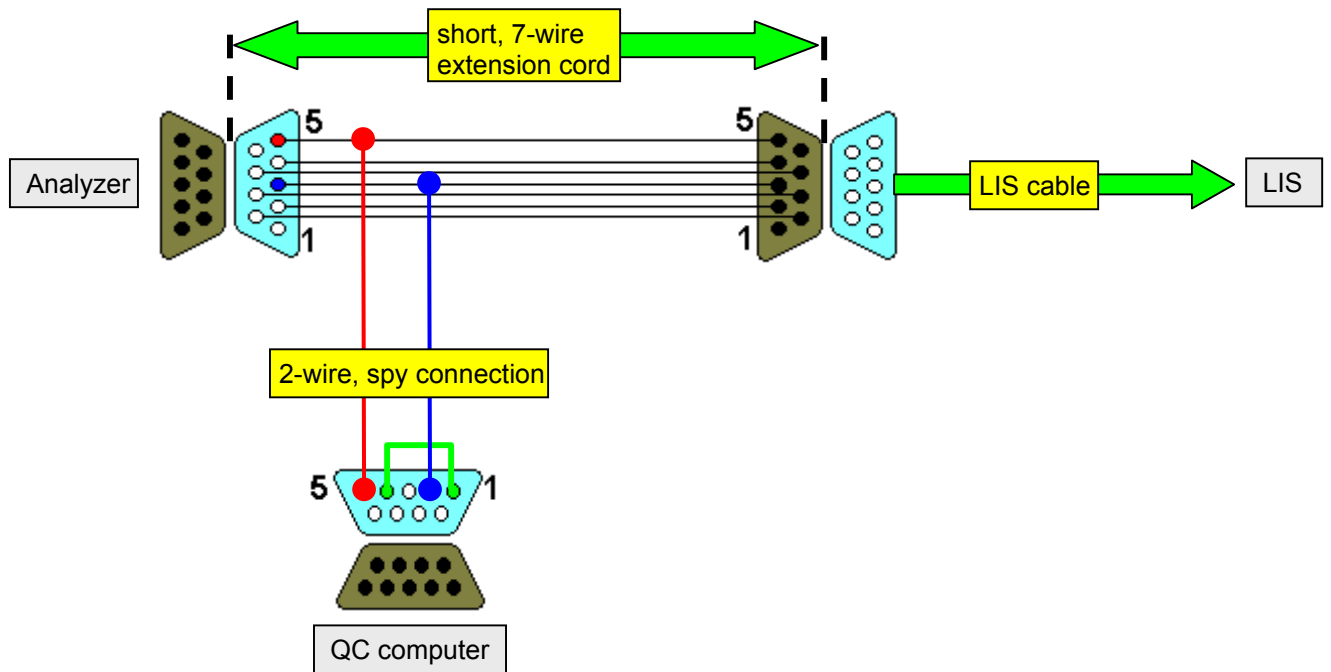 short, 7-wire
extension cord
5
5
Analyzer
LIS cable
LIS
1
1
2-wire, spy connection
5
1
QC computer